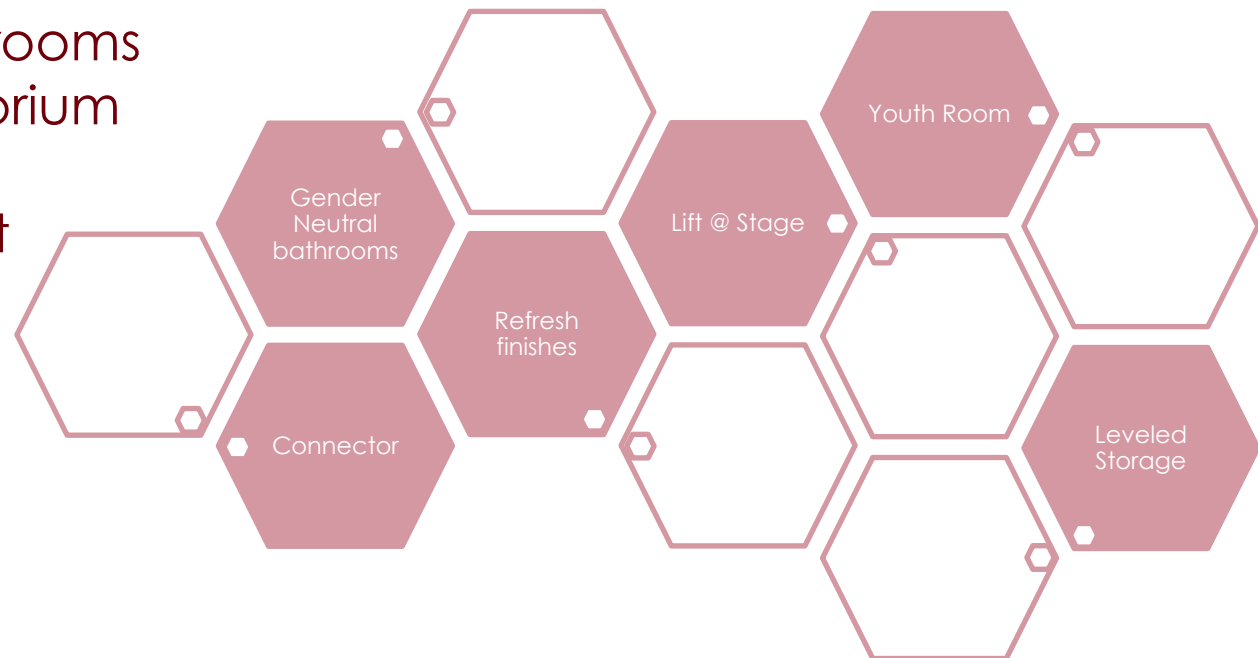 rooms
orium
t
Youth Room
Gender
Neutral
bathrooms
Lift @ Stage
Refresh
finishes
Connector
Leveled
Storage